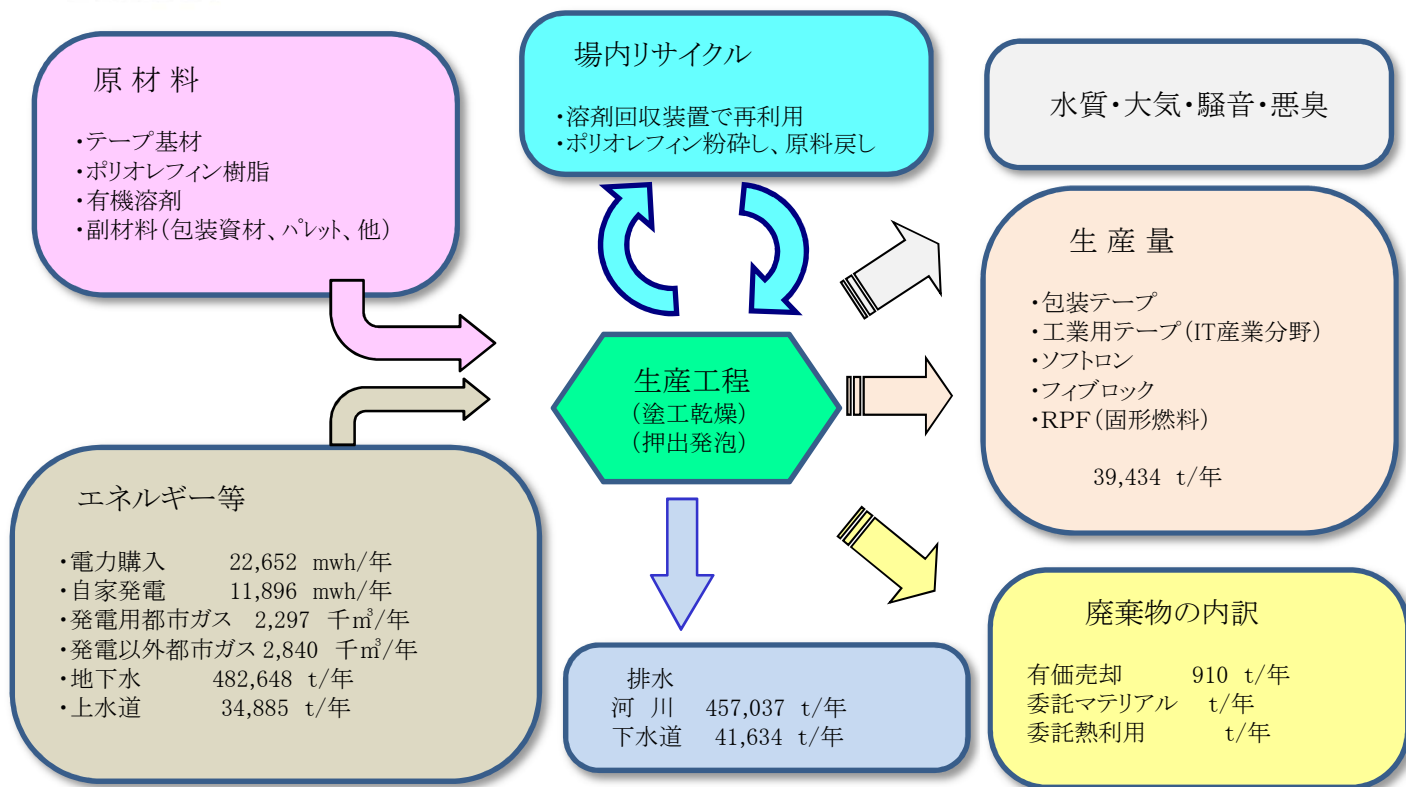 原 材 料
・テープ基材
・ポリオレフィン樹脂
・有機溶剤
・副材料(包装資材、パレット、他)
場内リサイクル
・溶剤回収装置で再利用
・ポリオレフィン粉砕し、原料戻し
水質・大気・騒音・悪臭
生産工程
(塗工乾燥)
(押出発泡)
生 産 量
・包装テープ
・工業用テープ(IT産業分野)
・ソフトロン
・フィブロック
・RPF(固形燃料)
39,434 t/年
エネルギー等
・電力購入 22,652 mwh/年
・自家発電 11,896 mwh/年
・発電用都市ガス 2,297 千㎥/年
・発電以外都市ガス 2,840 千㎥/年
・地下水 482,648 t/年
・上水道 34,885 t/年
排水
河 川 457,037 t/年
下水道 41,634 t/年
廃棄物の内訳
有価売却 910 t/年
委託マテリアル t/年
委託熱利用 t/年